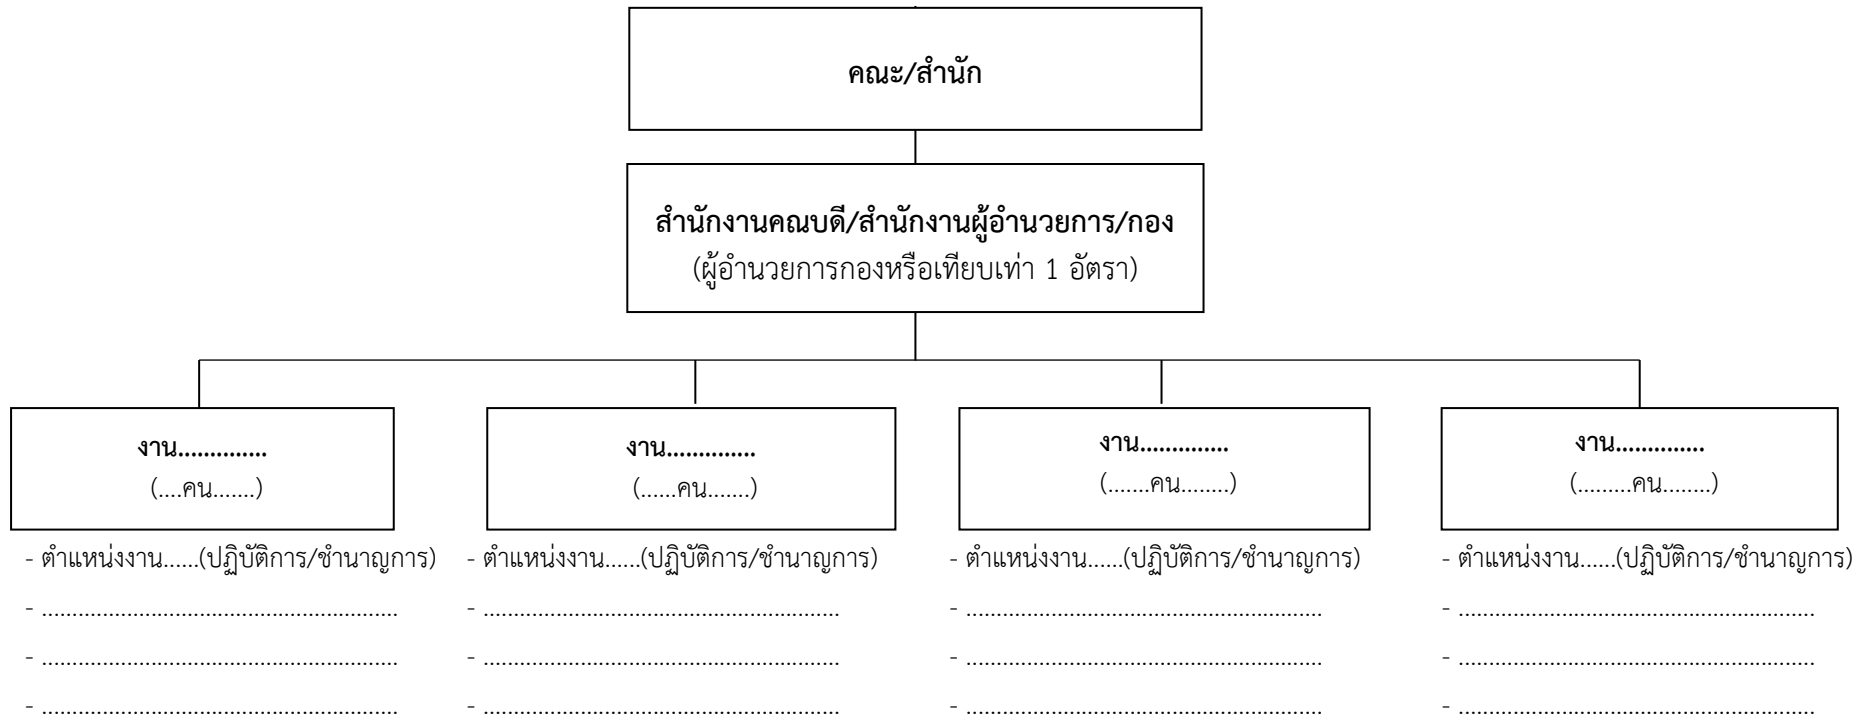 คณะ/สำนัก
สำนักงานคณบดี/สำนักงานผู้อำนวยการ/กอง
(ผู้อำนวยการกองหรือเทียบเท่า 1 อัตรา)
งาน..............
(....คน.......)
- ตำแหน่งงาน......(ปฏิบัติการ/ชำนาญการ)
- ...........................................................
- ...........................................................
- ...........................................................
งาน..............
(......คน.......)
- ตำแหน่งงาน......(ปฏิบัติการ/ชำนาญการ)
- ...........................................................
- ...........................................................
- ...........................................................
งาน..............
(.......คน........)
- ตำแหน่งงาน......(ปฏิบัติการ/ชำนาญการ)
- ...........................................................
- ...........................................................
- ...........................................................
งาน..............
(.........คน........)
- ตำแหน่งงาน......(ปฏิบัติการ/ชำนาญการ)
- ...........................................................
- ...........................................................
- ...........................................................